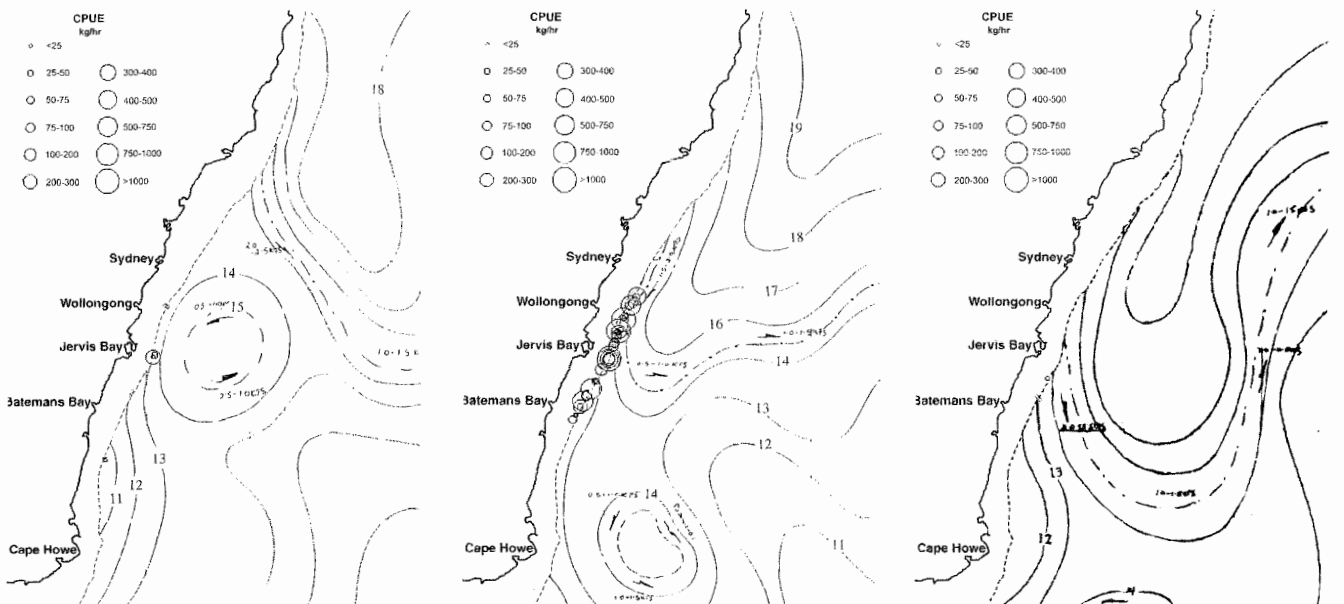 CPUE
kg/hr
<25
25-50 300-400
50-75 400-500
75-100 500-750
100-200 750-1000
200-300 >1000
18
Sydney
14
Wollongong
15
Jervis Bay
Batemans Bay
13
12
11
Cape Howe
CPUE
kg/hr
<25
25-50 300-400
50-75 400-500
75-100 500-750
100-200 750-1000
200-300 >1000
19
18
Sydney
17
Wollongong
16
Jervis Bay
14
Batemans Bay
13
12
14
11
Cape Howe
CPUE
kg/hr
<25
25-50 300-400
50-75 400-500
75-100 500-750
100-200 750-1000
200-300 >1000
Sydney
Wollongong
Jervis Bay
Batemans Bay
13
12
Cape Howe